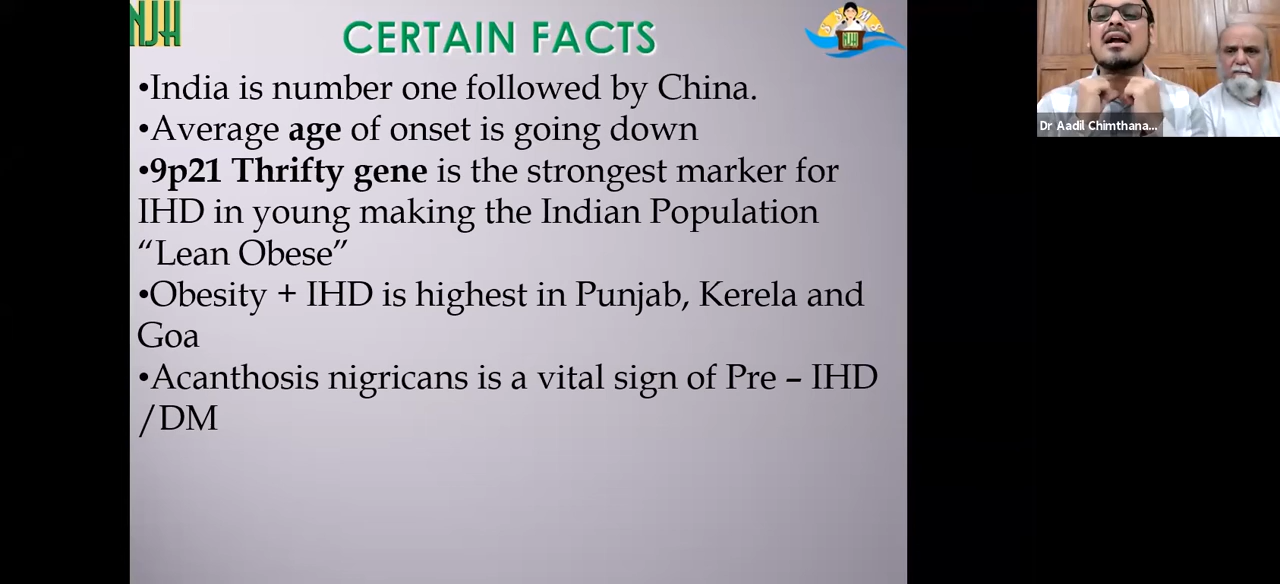 NJH
CERTAIN FACTS
S S M S
NJH
•India is number one followed by China.
•Average age of onset is going down
•9p21 Thrifty gene is the strongest marker for
IHD in young making the Indian Population
“Lean Obese”
•Obesity + IHD is highest in Punjab, Kerela and
Goa
•Acanthosis nigricans is a vital sign of Pre – IHD
/DM
Dr Aadil Chimthana...